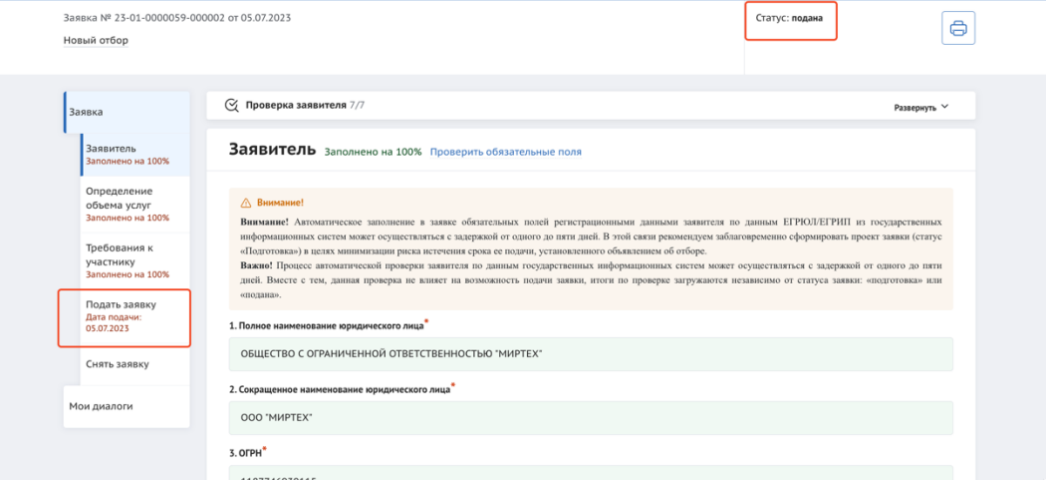 Заявка № 23-01-0000059-000002 от 05.07.2023
Новый отбор
Статус: подана
Заявка
Заявитель
Заполнено на 100%
Определение
объема услуг
Заполнено на 100%
Требования к
участнику
Заполнено на 100%
Подать заявку
Дата подачи:
05.07.2023
Снять заявку
Мои диалоги
Проверка заявителя 7/7
Развернуть
Заявитель Заполнено на 100% Проверить обязательные поля
Внимание!
Внимание! Автоматическое заполнение в заявке обязательных полей регистрационными данными заявителя по данным ЕГРЮЛ/ЕГРИП из государственных
информационных систем может осуществляться с задержкой от одного до пяти дней. В этой связи рекомендуем заблаговременно сформировать проект заявки (статус
«Подготовка») в целях минимизации риска истечения срока ее подачи, установленного объявлением об отборе.
Важно! Процесс автоматической проверки заявителя по данным государственных информационных систем может осуществляться с задержкой от одного до пяти
дней. Вместе с тем, данная проверка не влияет на возможность подачи заявки, итоги по проверке загружаются независимо от статуса заявки: «подготовка» или
«подана».
1. Полное наименование юридического лица*
ОБЩЕСТВО С ОГРАНИЧЕННОЙ ОТВЕТСТВЕННОСТЬЮ "МИРТЕХ"
2. Сокращенное наименование юридического лица*
ООО "МИРТЕХ"
3. ОГРН*